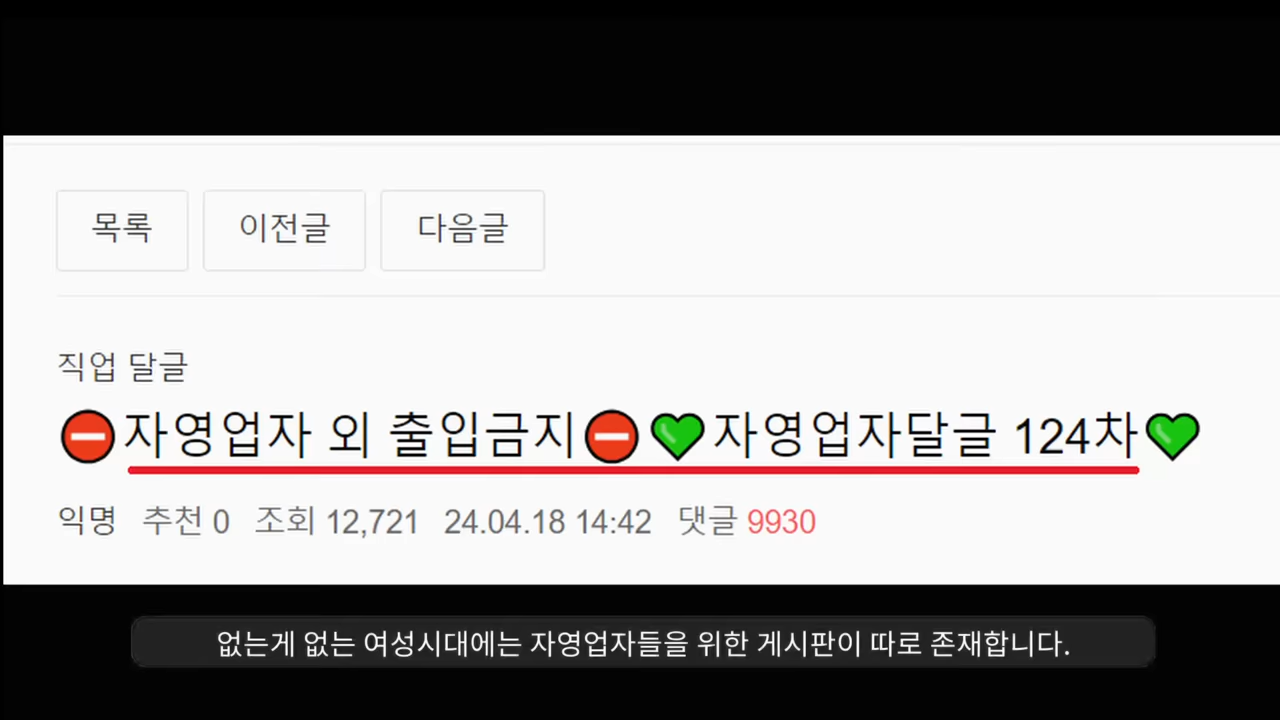 목록 이전글 다음글
직업 달글
⛔자영업자 외 출입금지⛔💚자영업자달글 124차💚
익명 추천 0 조회 12,721 24.04.18 14:42 댓글 9930
없는게 없는 여성시대에는 자영업자들을 위한 게시판이 따로 존재합니다.